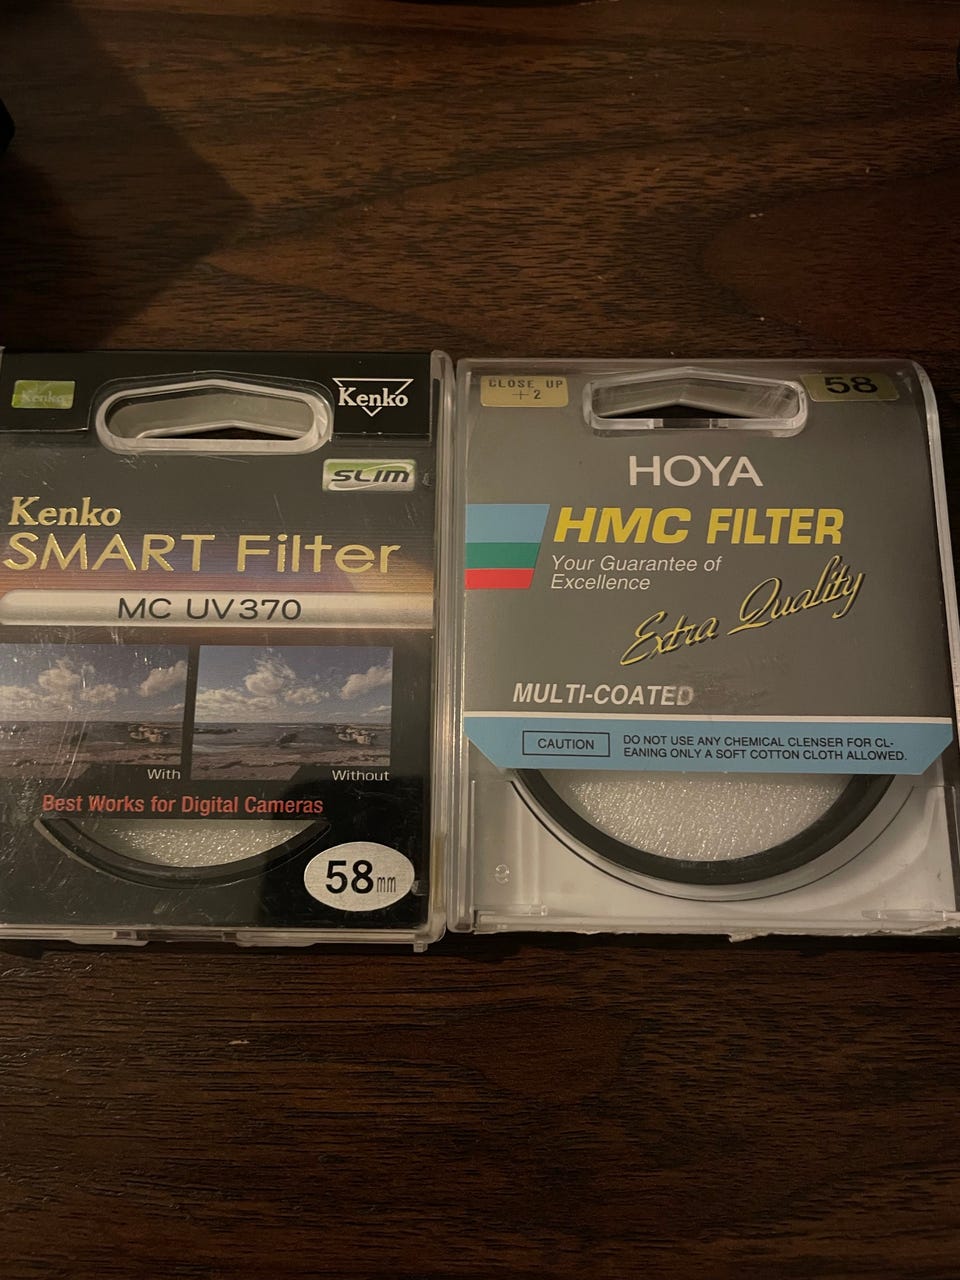 Kenko
Kenko
SLIM
Kenko
SMART Filter
MC UV370
With
Without
Best Works for Digital Cameras
58mm
CLOSE UP
+2
58
HOYA
HMC FILTER
Your Guarantee of
Excellence
Extra Quality
MULTI-COATED
CAUTION
DO NOT USE ANY CHEMICAL CLENSER FOR CL-
EANING ONLY A SOFT COTTON CLOTH ALLOWED.